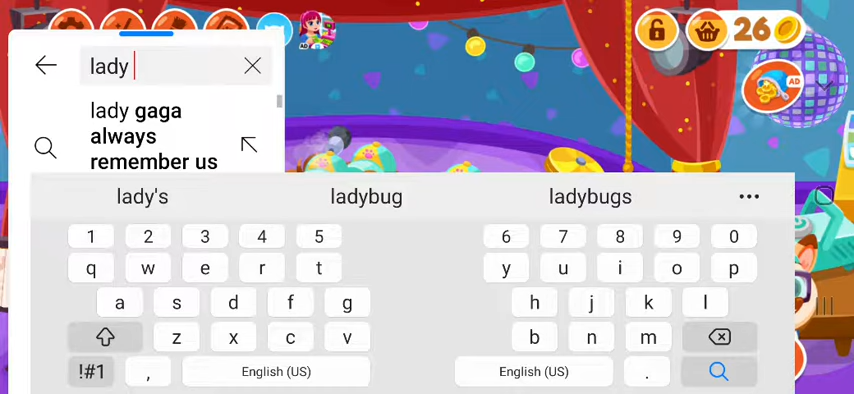 26
AD
AD
lady
lady gaga
always
remember us
lady's ladybug ladybugs
1 2 3 4 5 6 7 8 9 0
q w e r t y u i o p
a s d f g h j k l
z x c v b n m
!#1 , English (US) English (US) .